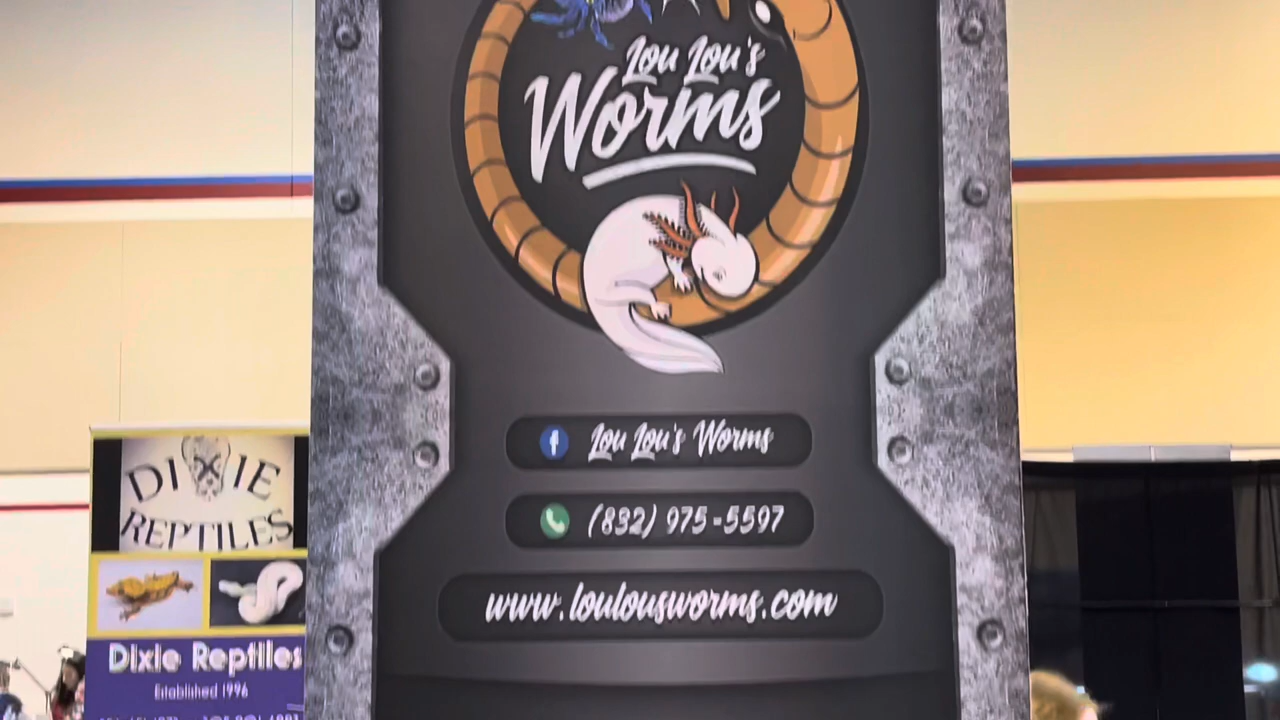 Lou Lou's
Worms
Lou Lou's Worms
(832) 975-5597
www.loulousworms.com
DIXIE
REPTILES
Dixie Reptiles
Established 1996